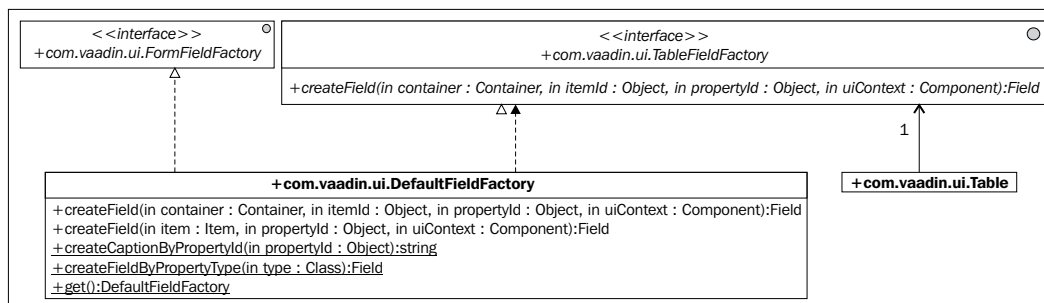 <<interface>>
+com.vaadin.ui.FormFieldFactory
<<interface>>
+com.vaadin.ui.TableFieldFactory
+createField(in container : Container, in itemId : Object, in propertyId : Object, in uiContext : Component):Field
1
+com.vaadin.ui.DefaultFieldFactory
+createField(in container : Container, in itemId : Object, in propertyId : Object, in uiContext : Component):Field
+createField(in item : Item, in propertyId : Object, in uiContext : Component):Field
+createCaptionByPropertyId(in propertyId : Object):string
+createFieldByPropertyType(in type : Class):Field
+get():DefaultFieldFactory
+com.vaadin.ui.Table